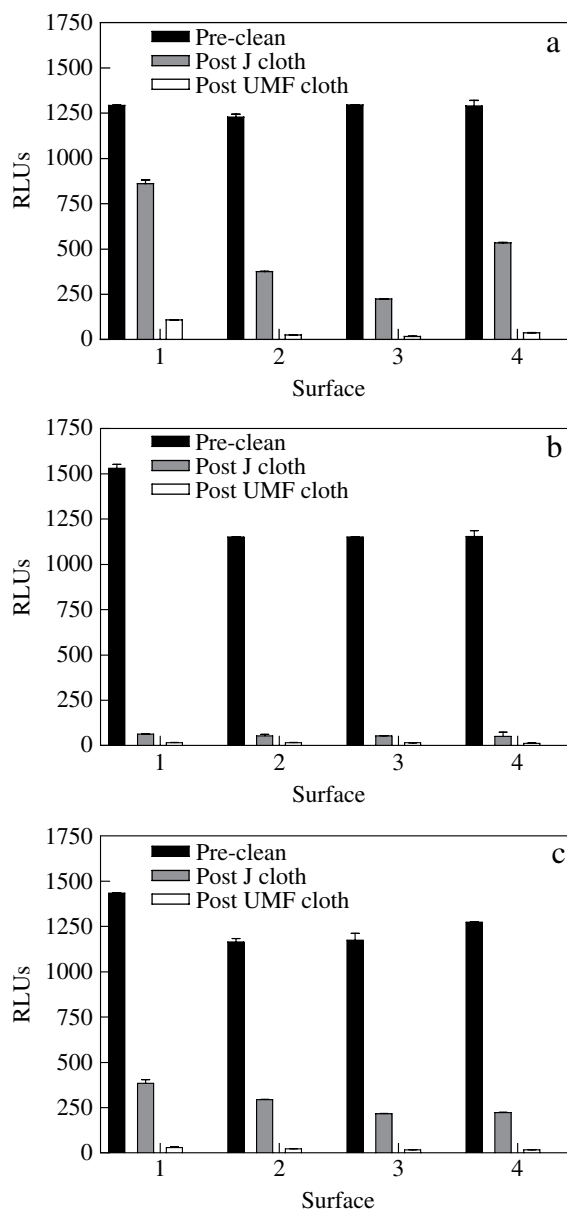 a
1750
Pre-clean
1500
Post J cloth
Post UMF cloth
1250
1000
RLUs
750
500
250
0
1 2 3 4
Surface
b
1750
Pre-clean
1500
Post J cloth
Post UMF cloth
1250
1000
RLUs
750
500
250
0
1 2 3 4
Surface
c
1750
Pre-clean
1500
Post J cloth
Post UMF cloth
1250
1000
RLUs
750
500
250
0
1 2 3 4
Surface